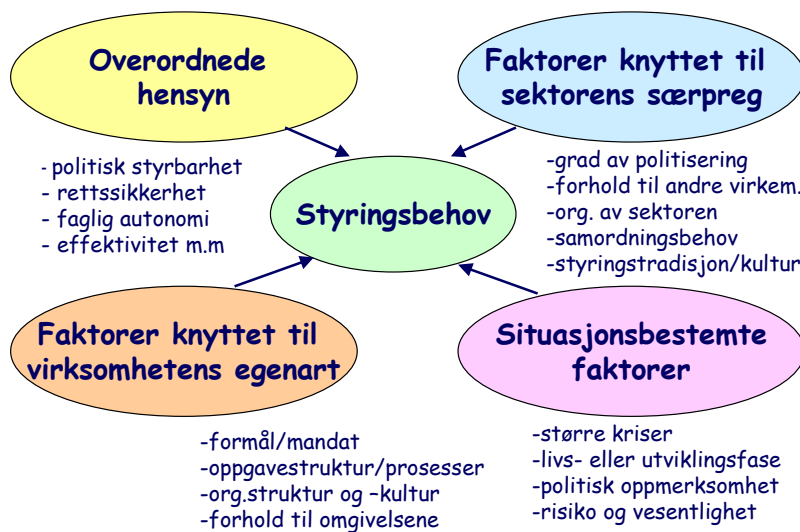 Overordnede
hensyn
- politisk styrbarhet
- rettssikkerhet
- faglig autonomi
- effektivitet m.m
Faktorer knyttet til
sektorens særpreg
-grad av politisering
-forhold til andre virkem.
-org. av sektoren
-samordningsbehov
-styringstradisjon/kultur
Styringsbehov
Faktorer knyttet til
virksomhetens egenart
-formål/mandat
-oppgavestruktur/prosesser
-org.struktur og –kultur
-forhold til omgivelsene
Situasjonsbestemte
faktorer
-større kriser
-livs- eller utviklingsfase
-politisk oppmerksomhet
-risiko og vesentlighet